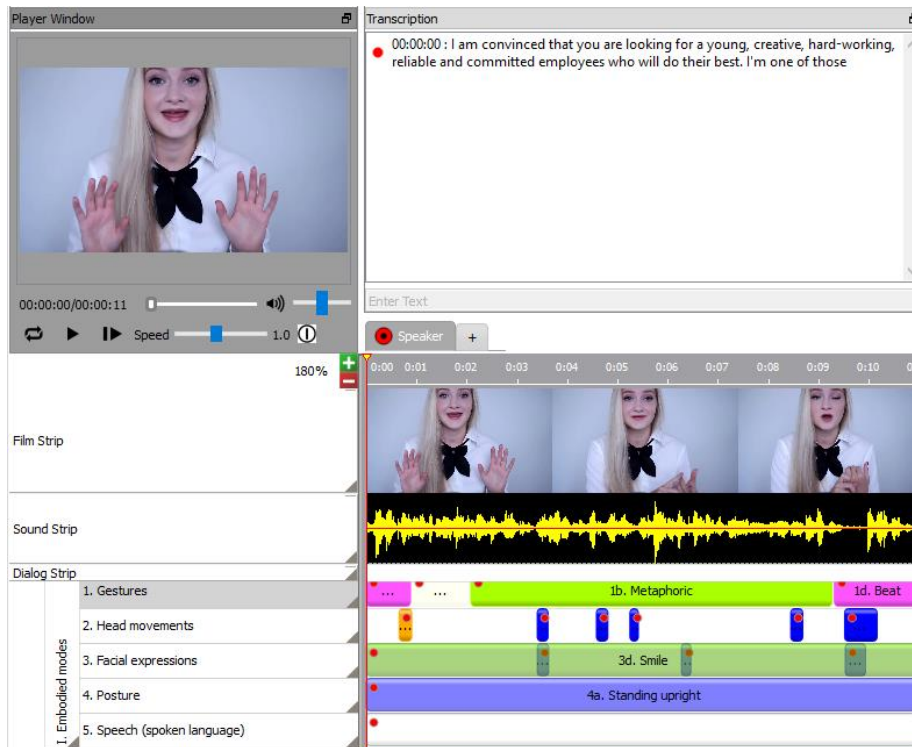 Player Window
Transcription
00:00:00 : I am convinced that you are looking for a young, creative, hard-working,
reliable and committed employees who will do their best. I'm one of those
00:00:00/00:00:11
Speed
1.0
Enter Text
Speaker
+
180%
0:00 0:01 0:02 0:03 0:04 0:05 0:06 0:07 0:08 0:09 0:10
Film Strip
Sound Strip
Dialog Strip
I. Embodied modes
1. Gestures
... ... 1b. Metaphoric 1d. Beat
2. Head movements
...
3. Facial expressions
... 3d. Smile ... ...
4. Posture
4a. Standing upright
5. Speech (spoken language)